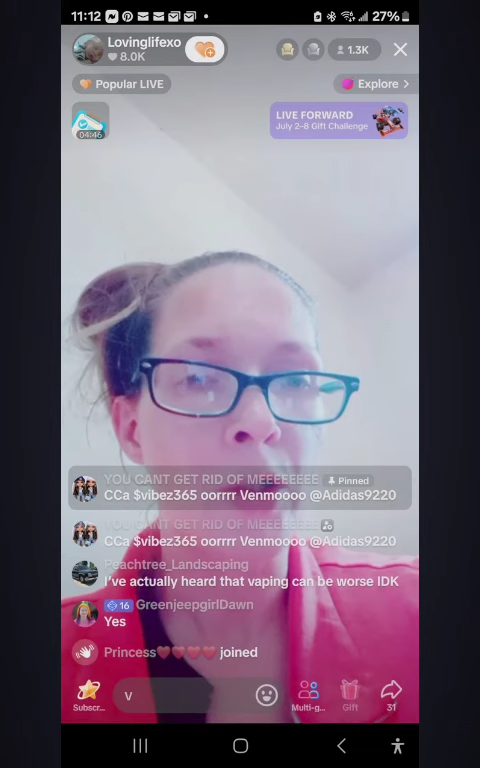 11:12
27%
Lovinglifexo
8.0K
1.3K
Popular LIVE
Explore >
04:46
LIVE FORWARD
July 2-8 Gift Challenge
YOU CANT GET RID OF MEEEEEEE Pinned
CCa $vibez365 oorrrr Venmoooo @Adidas9220
YOU CANT GET RID OF MEEEEEEE
CCa $vibez365 oorrrr Venmoooo @Adidas9220
Peachtree_Landscaping
I've actually heard that vaping can be worse IDK
16 GreenjeepgirlDawn
Yes
Princess❤❤❤❤ joined
V
Subscr...
Multi-g...
Gift
31